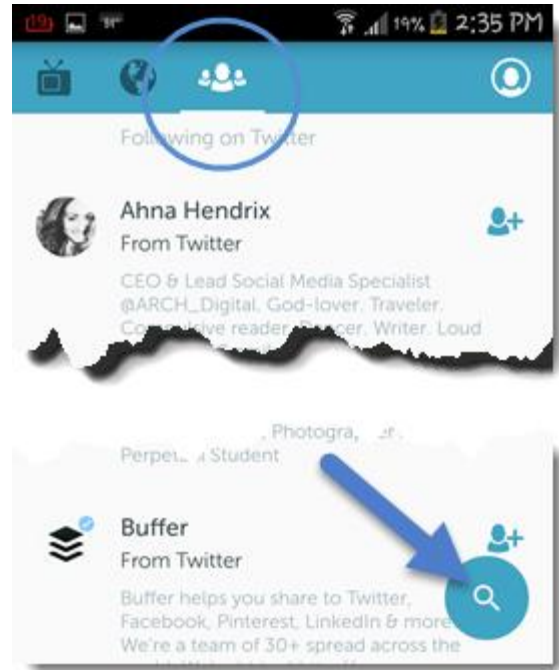 19% 2:35 PM
Following on Twitter
Ahna Hendrix
From Twitter
CEO & Lead Social Media Specialist
@ARCH_Digital. God-lover. Traveler.
reader. Writer. Loud
Student
Buffer
From Twitter
Buffer helps you share to Twitter,
Facebook, Pinterest, LinkedIn & more
We're a team of 30+ spread across the